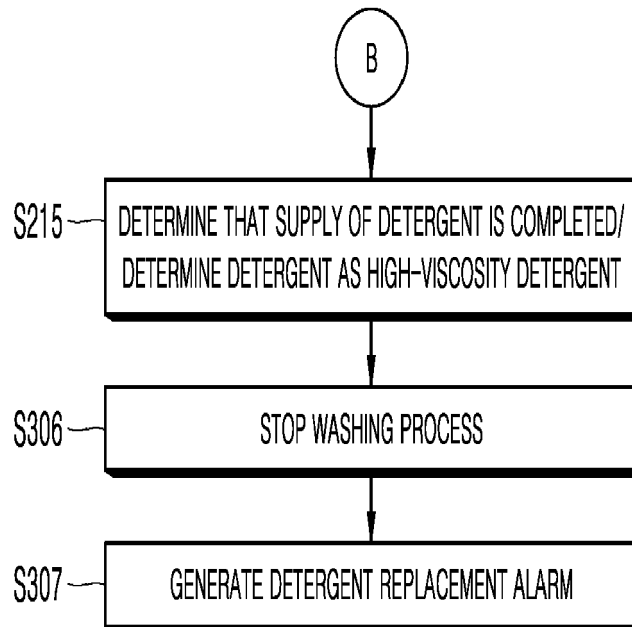 B
S215
DETERMINE THAT SUPPLY OF DETERGENT IS COMPLETED/
DETERMINE DETERGENT AS HIGH-VISCOSITY DETERGENT
S306
STOP WASHING PROCESS
S307
GENERATE DETERGENT REPLACEMENT ALARM